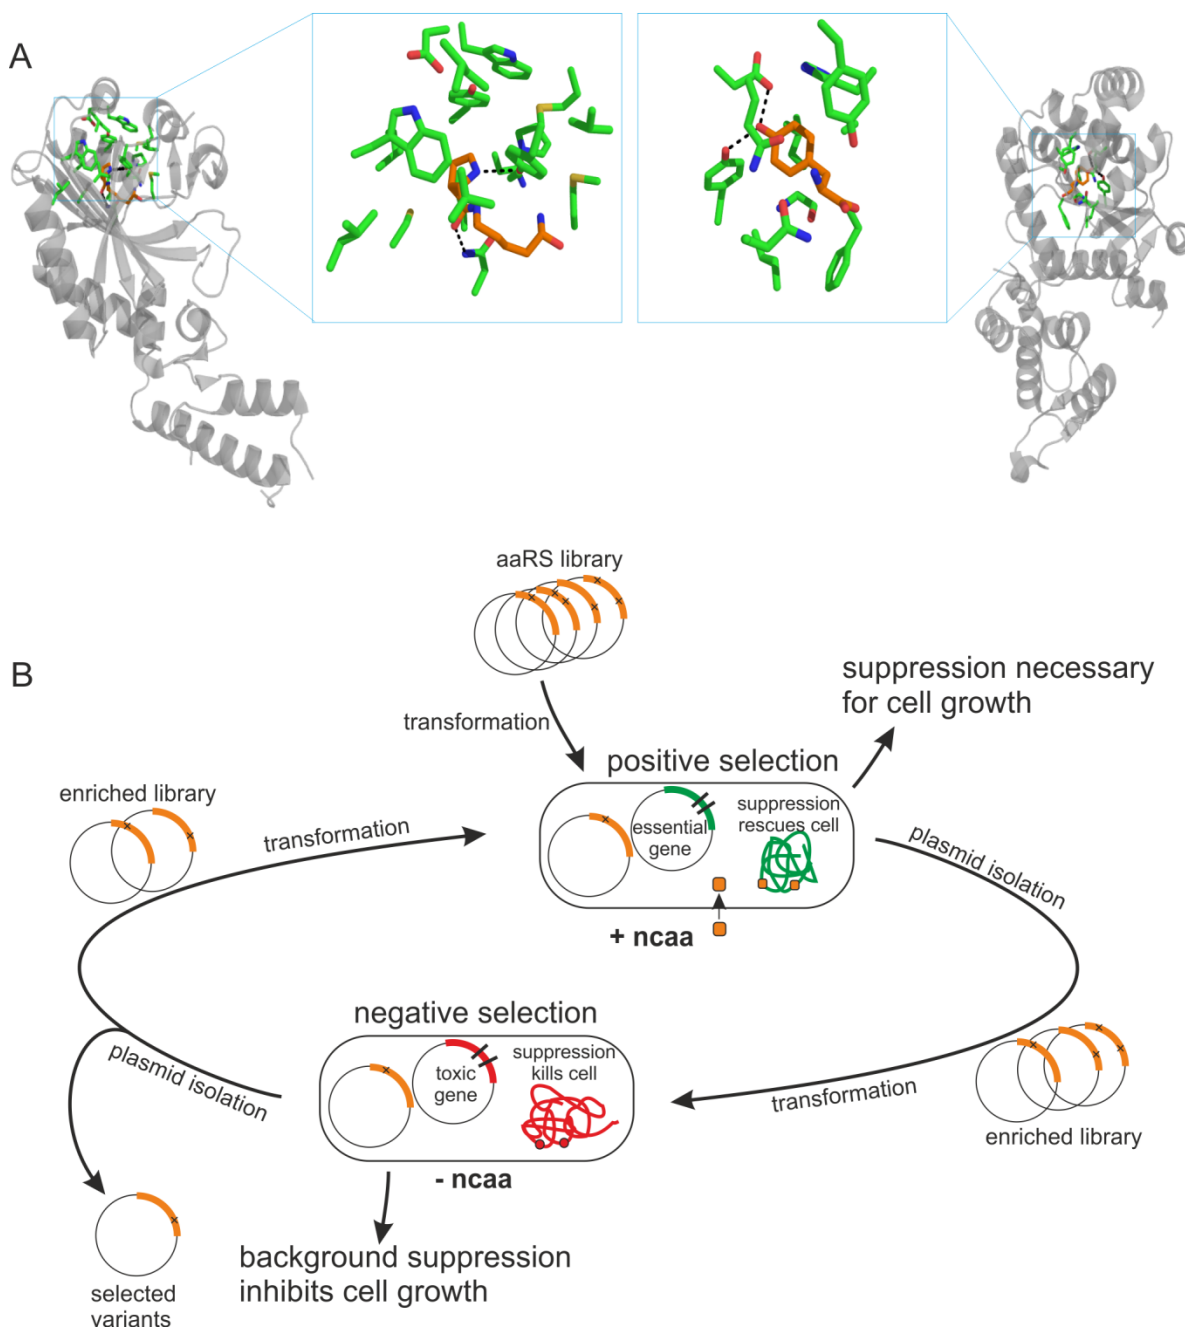 A
aaRS library
B
suppression necessary
for cell growth
transformation
positive selection
enriched library
transformation
essential
gene
suppression
rescues cell
plasmid isolation
+ ncaa
negative selection
plasmid isolation
toxic
gene
suppression
kills cell
transformation
enriched library
- ncaa
background suppression
inhibits cell growth
selected
variants